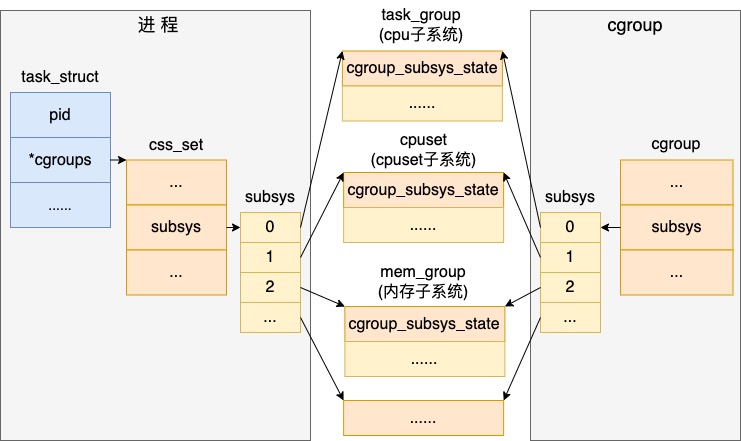 进 程
task_struct
pid
*cgroups
......
css_set
...
subsys
...
subsys
0
1
2
...
task_group
(cpu子系统)
cgroup_subsys_state
......
cpuset
(cpuset子系统)
cgroup_subsys_state
......
mem_group
(内存子系统)
cgroup_subsys_state
......
......
cgroup
subsys
0
1
2
...
cgroup
...
subsys
...